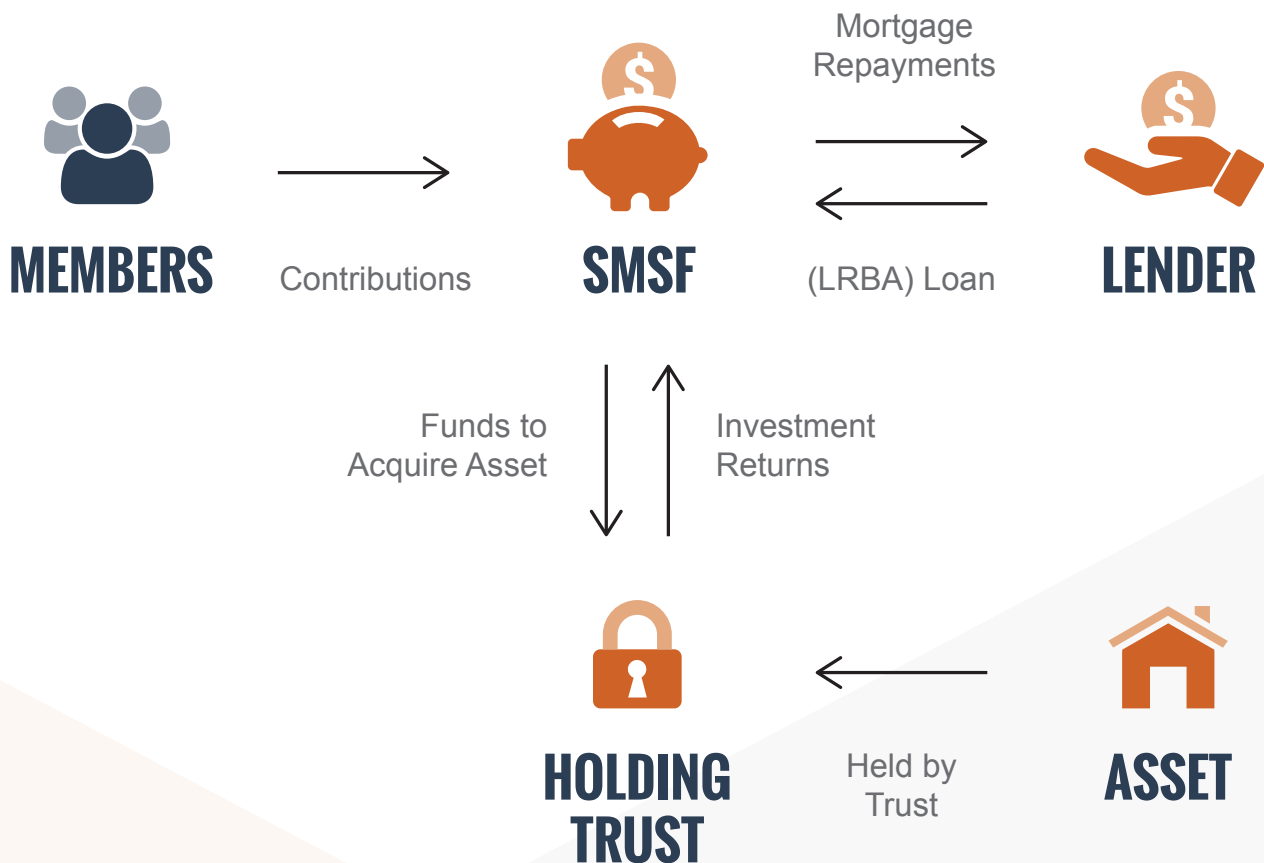 Mortgage
Repayments
$
$
MEMBERS
Contributions
SMSF
(LRBA) Loan
LENDER
Funds to
Acquire Asset
Investment
Returns
HOLDING
TRUST
Held by
Trust
ASSET